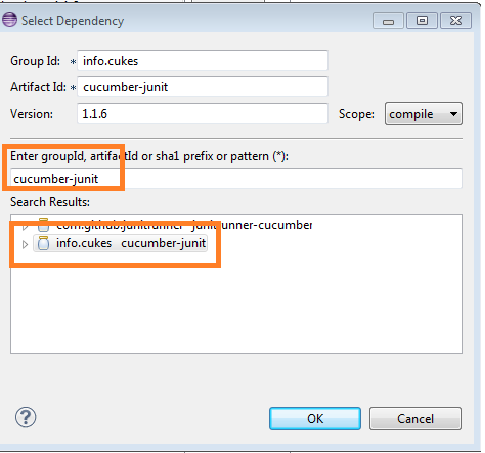 Select Dependency
Group Id: * info.cukes
Artifact Id: * cucumber-junit
Version: 1.1.6 Scope: compile
Enter groupId, artifactId or sha1 prefix or pattern (*):
cucumber-junit
Search Results:
com.github.junitrunner junitrunner-cucumber
info.cukes cucumber-junit
?
OK Cancel